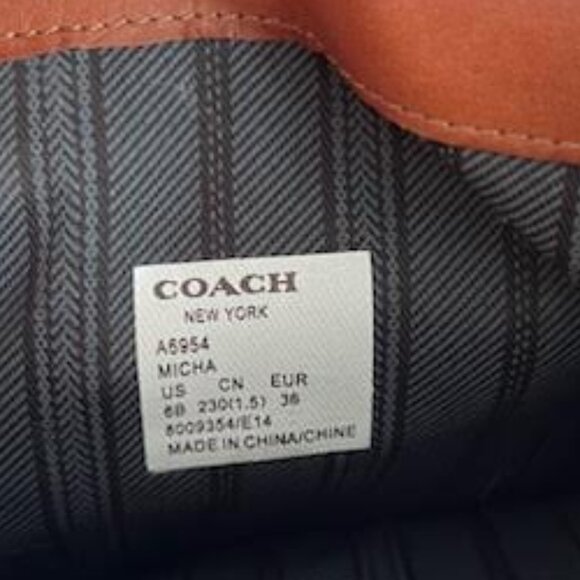 COACH
NEW YORK
A6954
MICHA
US CN EUR
6B 230(1.5) 36
8009354/E14
MADE IN CHINA/CHINE